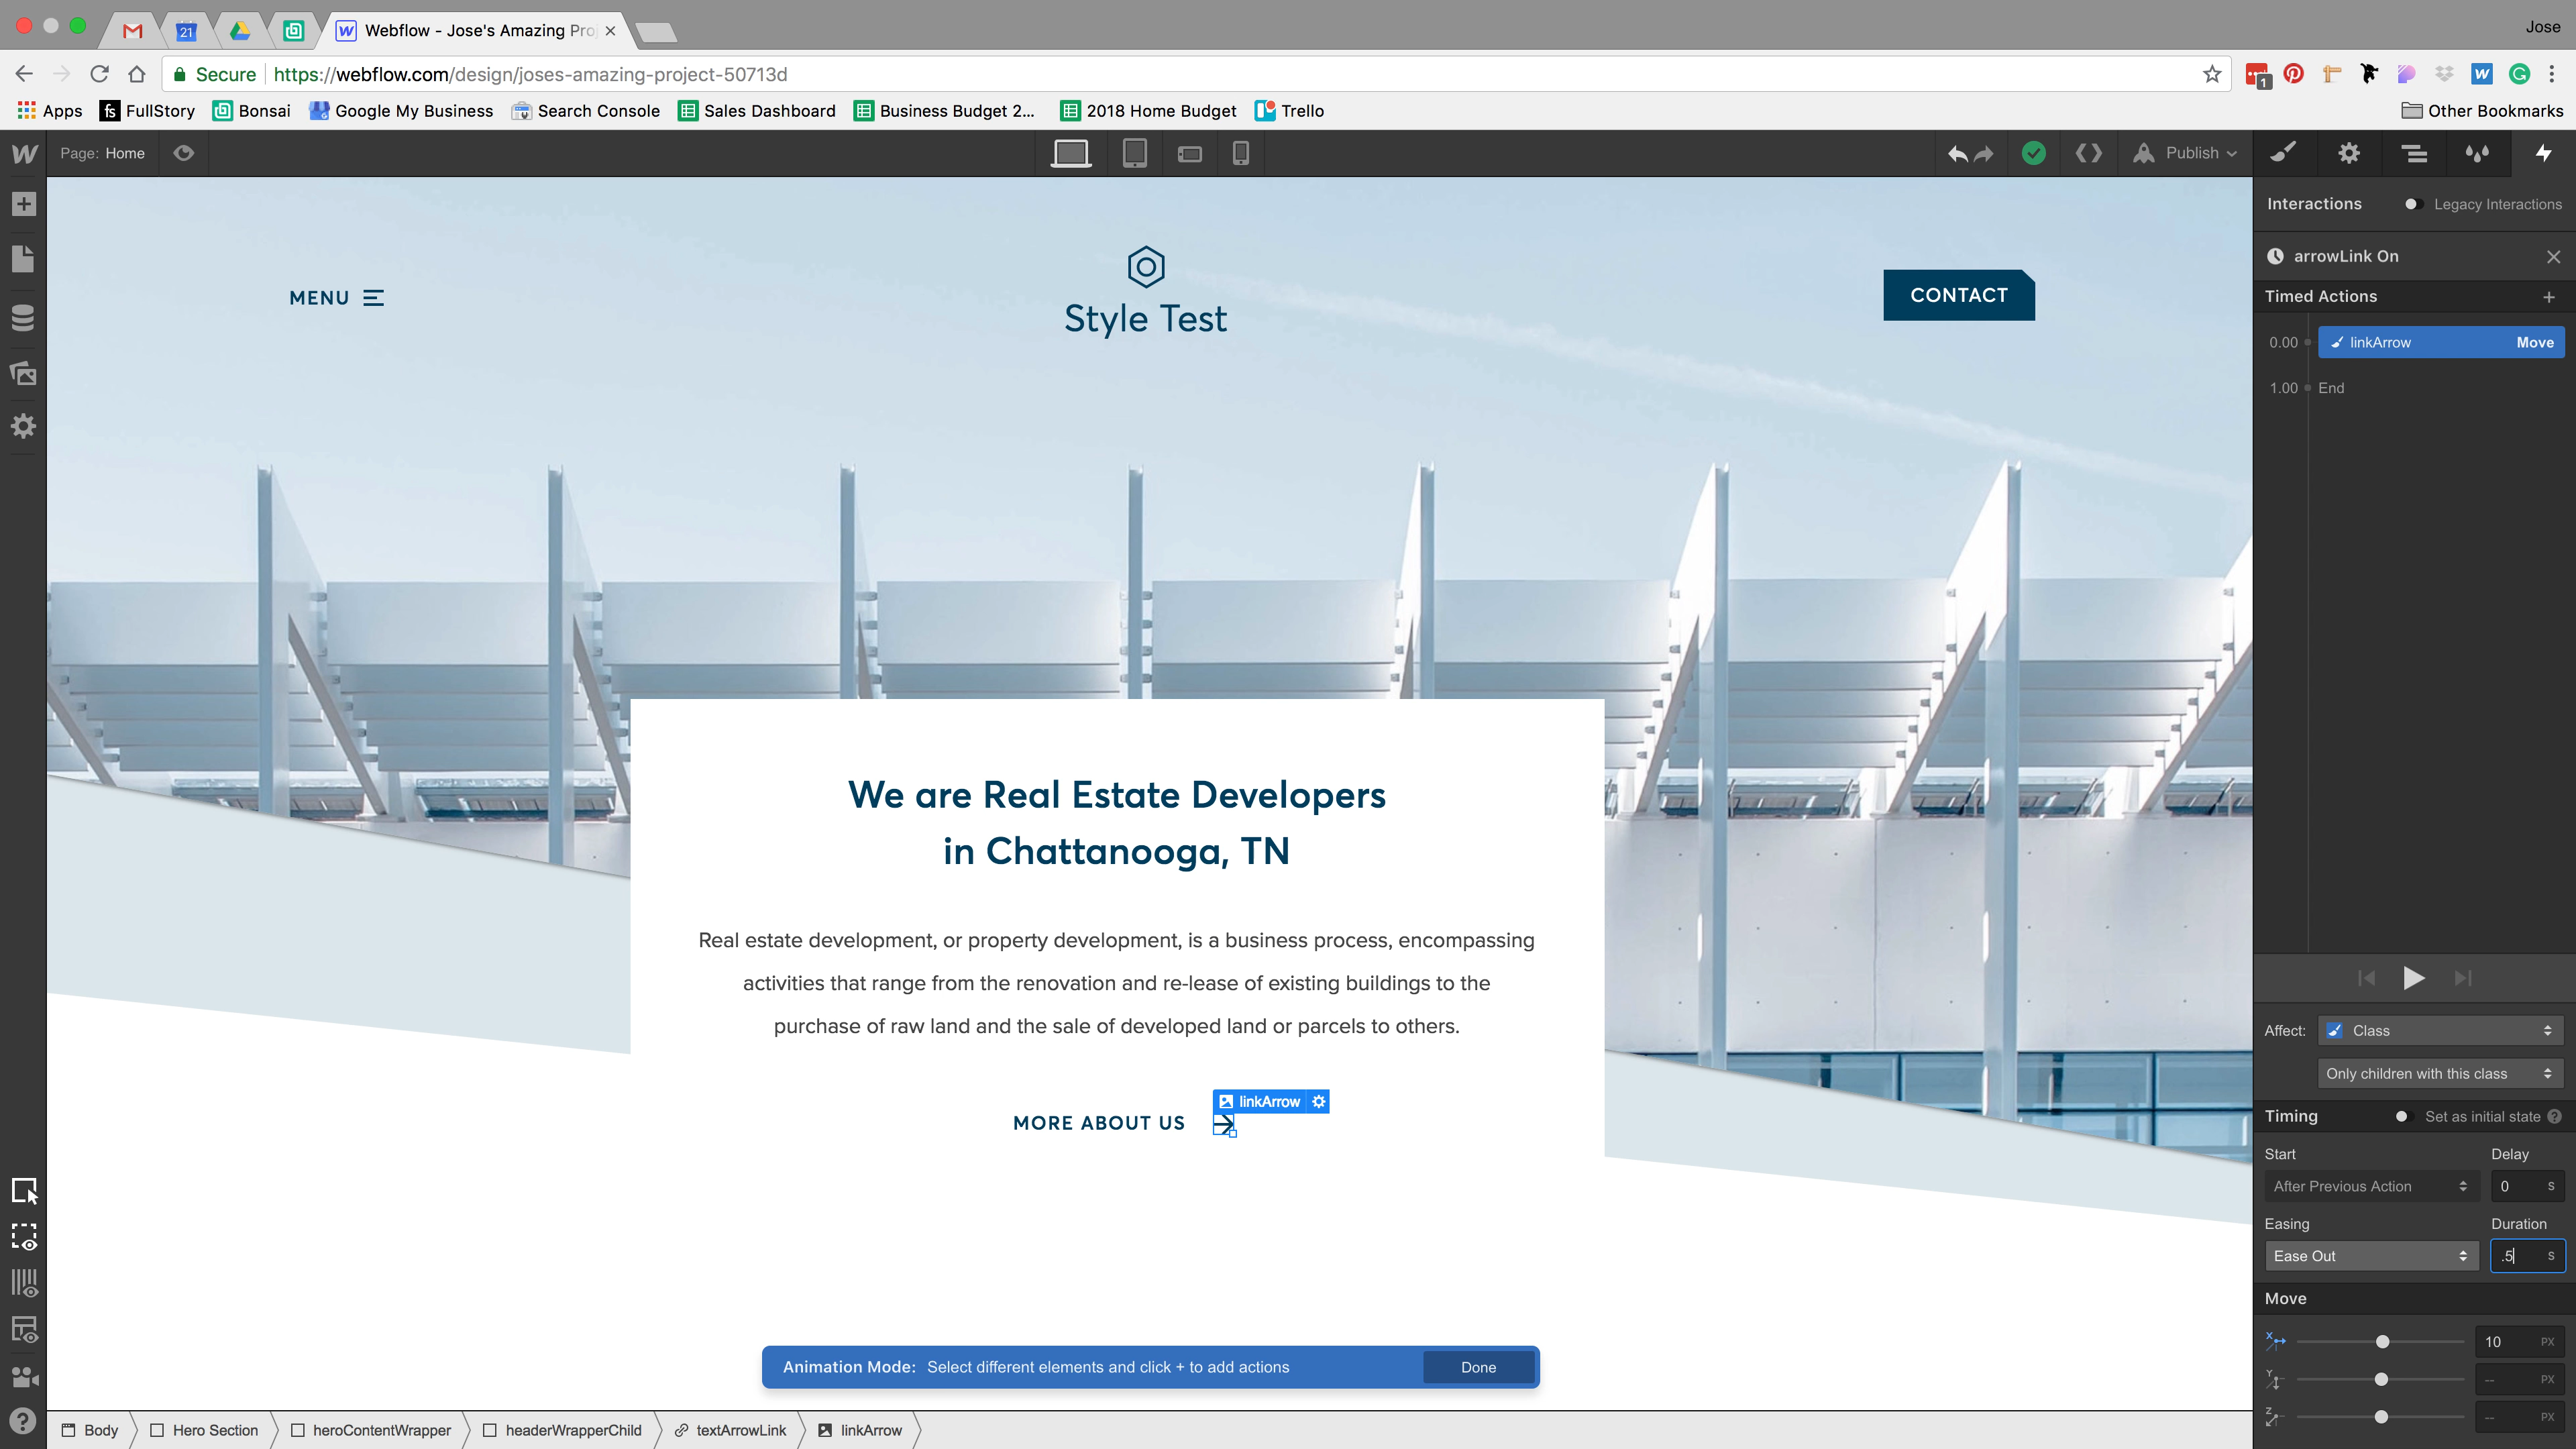 Webflow - Jose's Amazing Pro
Jose
21
Secure
https://webflow.com/design/joses-amazing-project-50713d
1
Apps
fs FullStory
Bonsai
Google My Business
Search Console
Sales Dashboard
Business Budget 2...
2018 Home Budget
Trello
Other Bookmarks
Page: Home
Publish
Interactions
Legacy Interactions
arrowLink On
Timed Actions
0.00
linkArrow
Move
1.00
End
MENU
Style Test
CONTACT
We are Real Estate Developers
in Chattanooga, TN
Real estate development, or property development, is a business process, encompassing
activities that range from the renovation and re-lease of existing buildings to the
purchase of raw land and the sale of developed land or parcels to others.
linkArrow
MORE ABOUT US
Affect:
Class
Only children with this class
Timing
Set as initial state
Start
Delay
After Previous Action
0 S
Easing
Duration
Ease Out
.5 S
Move
X
10 PX
Y
-- PX
Z
-- PX
Animation Mode: Select different elements and click + to add actions
Done
Body
Hero Section
heroContentWrapper
headerWrapperChild
textArrowLink
linkArrow